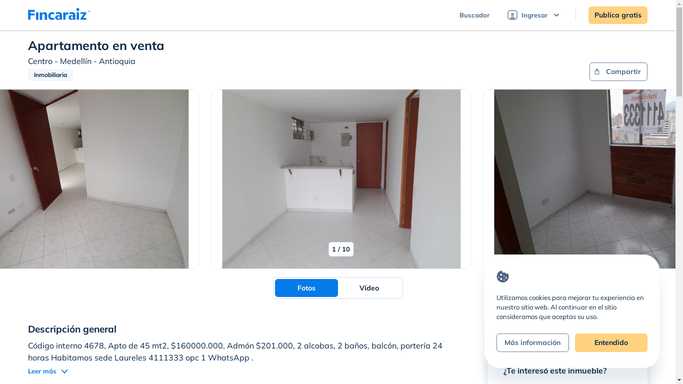 Fincaraiz
Buscador
Ingresar
Publica gratis
Apartamento en venta
Centro - Medellín - Antioquia
Inmobiliaria
Compartir
4111333
1 / 10
Fotos
Video
Utilizamos cookies para mejorar tu experiencia en
nuestro sitio web. Al continuar en el sitio
consideramos que aceptas su uso.
Más información
Entendido
Descripción general
Código interno 4678, Apto de 45 mt2, $160000.000, Admón $201.000, 2 alcobas, 2 baños, balcón, portería 24
horas Habitamos sede Laureles 4111333 opc 1 WhatsApp .
Leer más
¿Te interesó este inmueble?